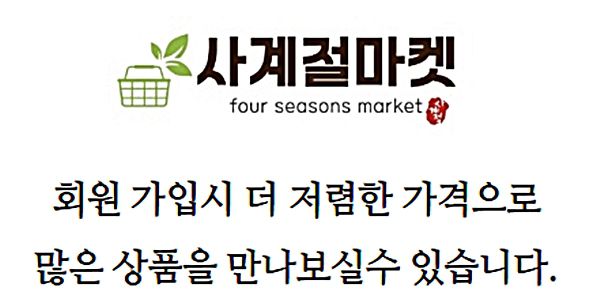 사계절마켓
four seasons market
회원 가입시 더 저렴한 가격으로
많은 상품을 만나보실수 있습니다.